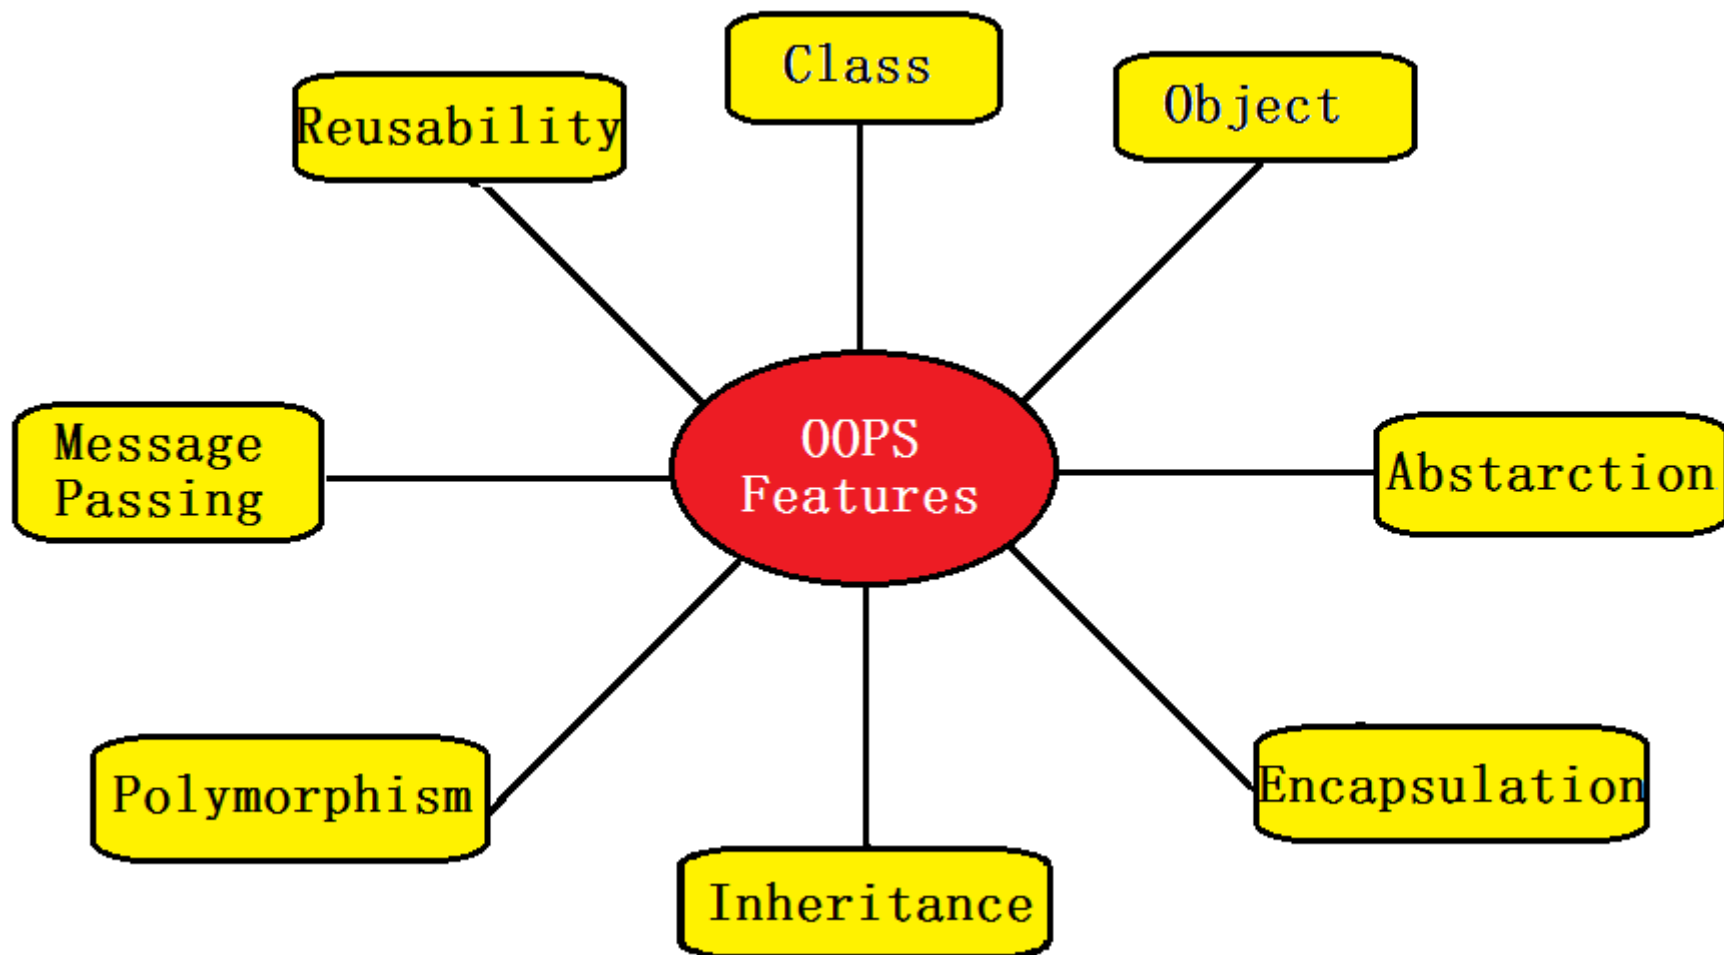 Class
Object
Reusability
OOPS
Features
Message
Passing
Abstarction
Polymorphism
Encapsulation
Inheritance